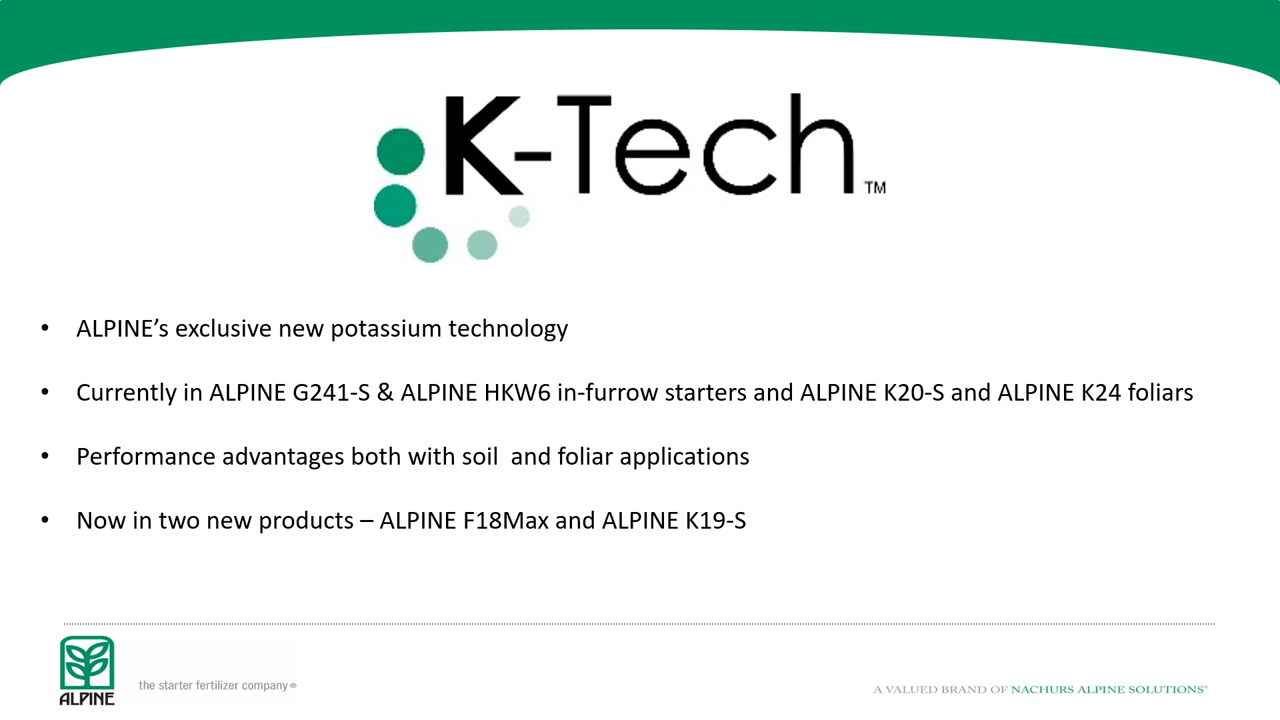 K-Tech™
• ALPINE’s exclusive new potassium technology
• Currently in ALPINE G241-S & ALPINE HKW6 in-furrow starters and ALPINE K20-S and ALPINE K24 foliars
• Performance advantages both with soil  and foliar applications
• Now in two new products – ALPINE F18Max and ALPINE K19-S
ALPINE
the starter fertilizer company®
A VALUED BRAND OF NACHURS ALPINE SOLUTIONS®